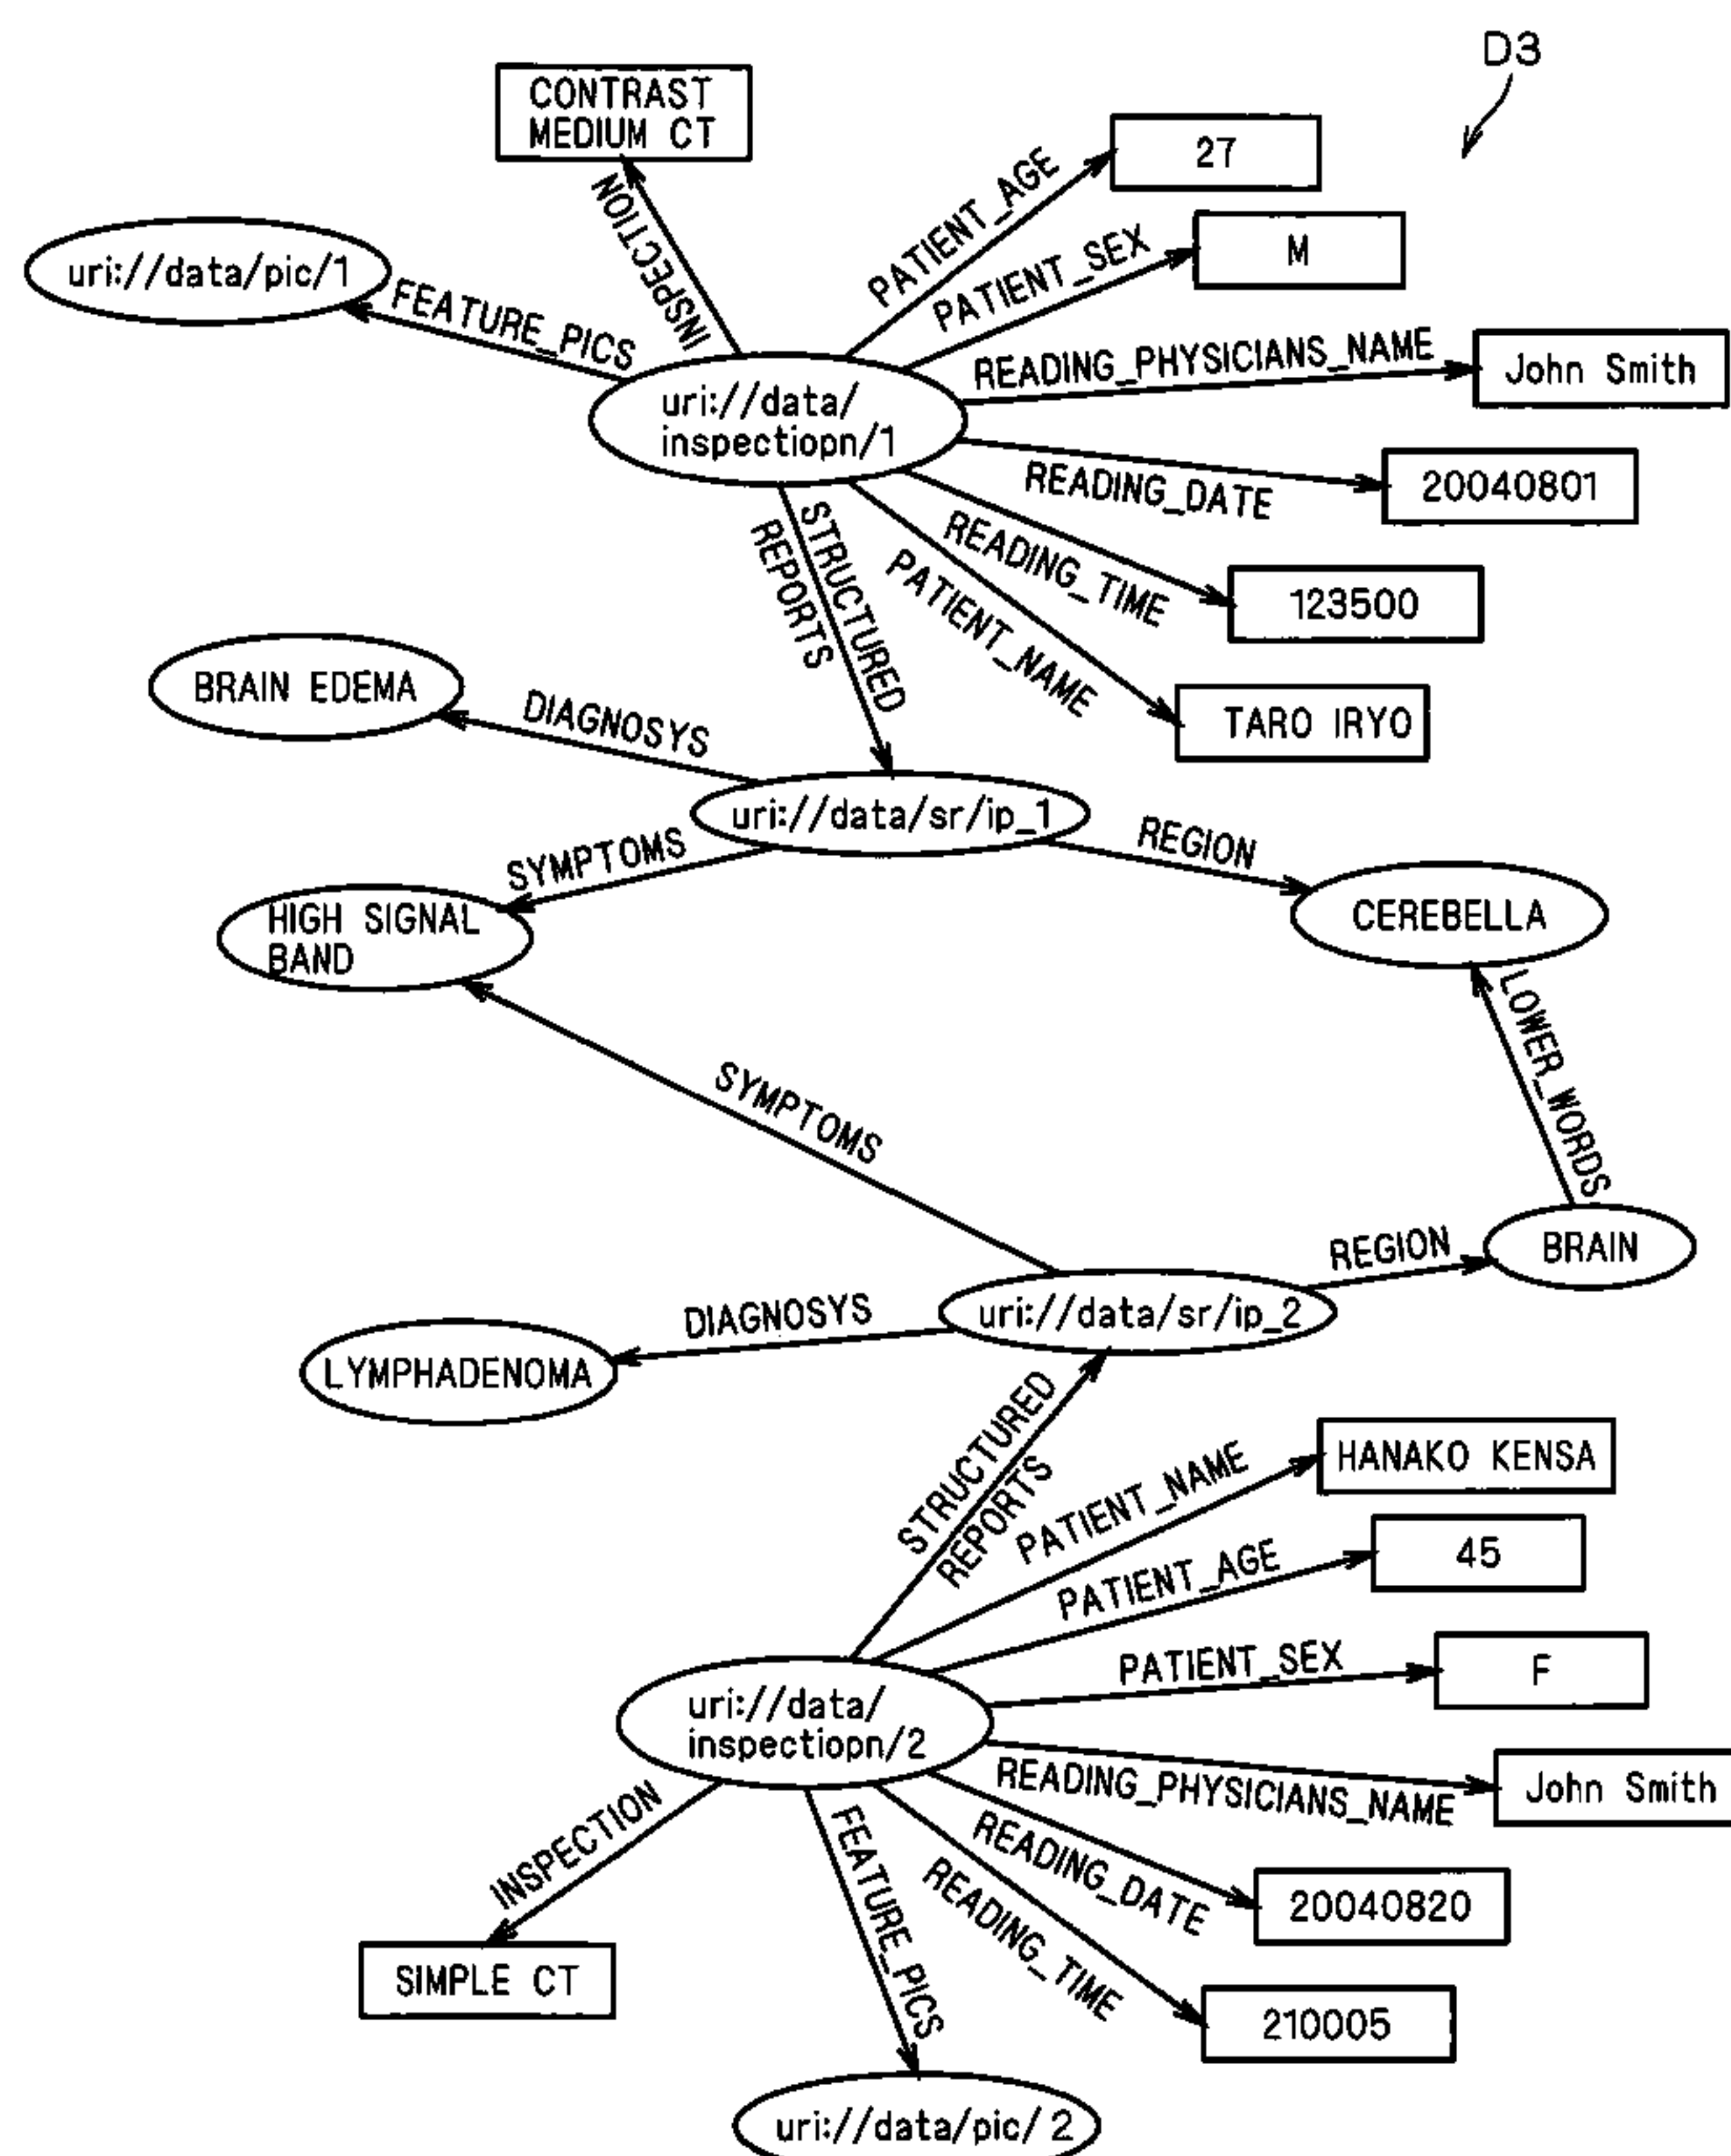 D3
CONTRAST
MEDIUM CT
27
PATIENT_AGE
INSPECTION
M
PATIENT_SEX
uri://data/pic/1
FEATURE_PICS
READING_PHYSICIANS_NAME
John Smith
uri://data/
inspectiopn/1
READING_DATE
20040801
STRUCTURED
REPORTS
READING_TIME
123500
PATIENT_NAME
TARO IRYO
BRAIN EDEMA
DIAGNOSYS
uri://data/sr/ip_1
SYMPTOMS
REGION
HIGH SIGNAL
BAND
CEREBELLA
LOWER_WORDS
SYMPTOMS
REGION
BRAIN
uri://data/sr/ip_2
DIAGNOSYS
LYMPHADENOMA
STRUCTURED
REPORTS
PATIENT_NAME
HANAKO KENSA
PATIENT_AGE
45
PATIENT_SEX
F
uri://data/
inspectiopn/2
READING_PHYSICIANS_NAME
John Smith
INSPECTION
FEATURE_PICS
READING_DATE
20040820
READING_TIME
SIMPLE CT
210005
uri://data/pic/2